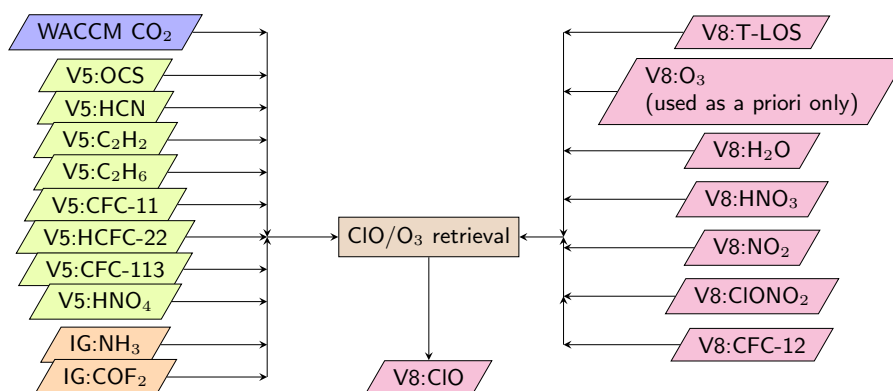 WACCM CO₂
V5:OCS
V5:HCN
V5:C₂H₂
V5:C₂H₆
V5:CFC-11
V5:HCFC-22
V5:CFC-113
V5:HNO₄
IG:NH₃
IG:COF₂
ClO/O₃ retrieval
V8:ClO
V8:T-LOS
V8:O₃
(used as a priori only)
V8:H₂O
V8:HNO₃
V8:NO₂
V8:ClONO₂
V8:CFC-12